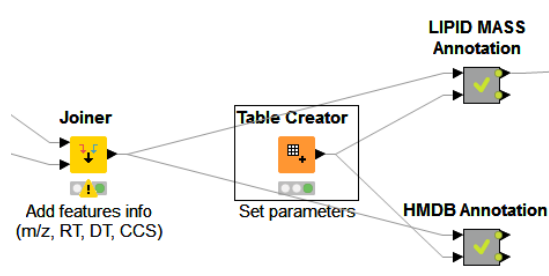 LIPID MASS
Annotation
Joiner
Table Creator
Add features info
(m/z, RT, DT, CCS)
Set parameters
HMDB Annotation